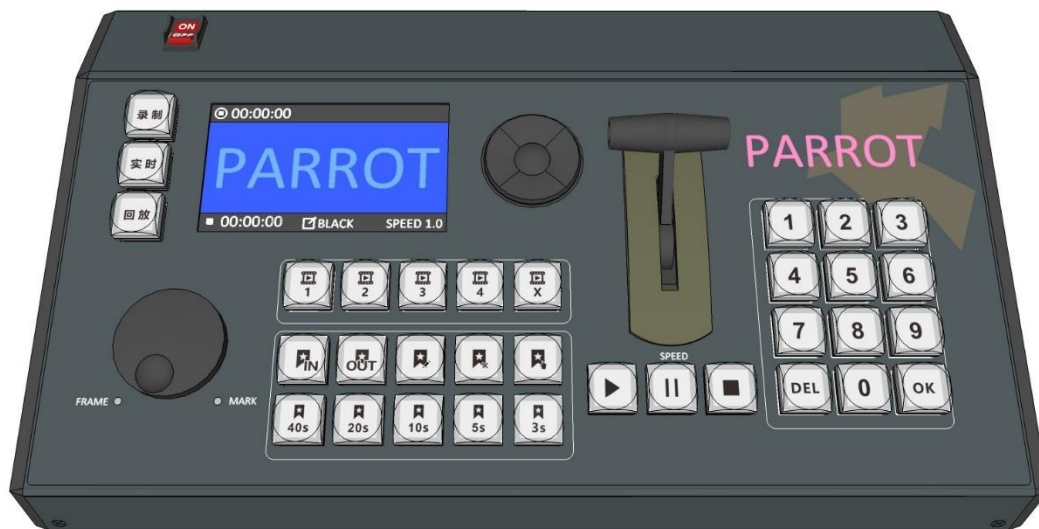 ON
OFF
录制
实时
回放
00:00:00
PARROT
00:00:00 BLACK SPEED 1.0
PARROT
1 2 3
4 5 6
7 8 9
DEL 0 OK
1 2 3 4 X
IN OUT
40s 20s 10s 5s 3s
SPEED
FRAME MARK